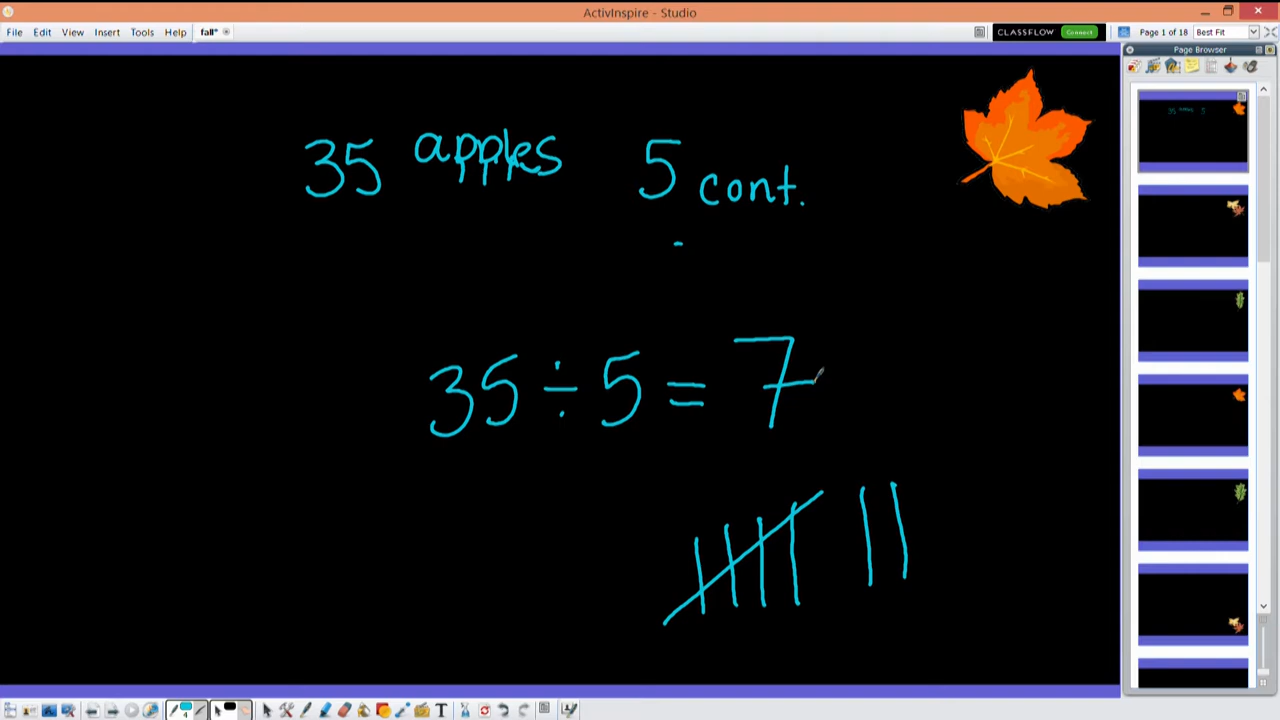 ActivInspire - Studio
File Edit View Insert Tools Help fall* CLASSFLOW Connect Page 1 of 18 Best Fit
Page Browser
35 apples 5 cont.
35 ÷ 5 = 7